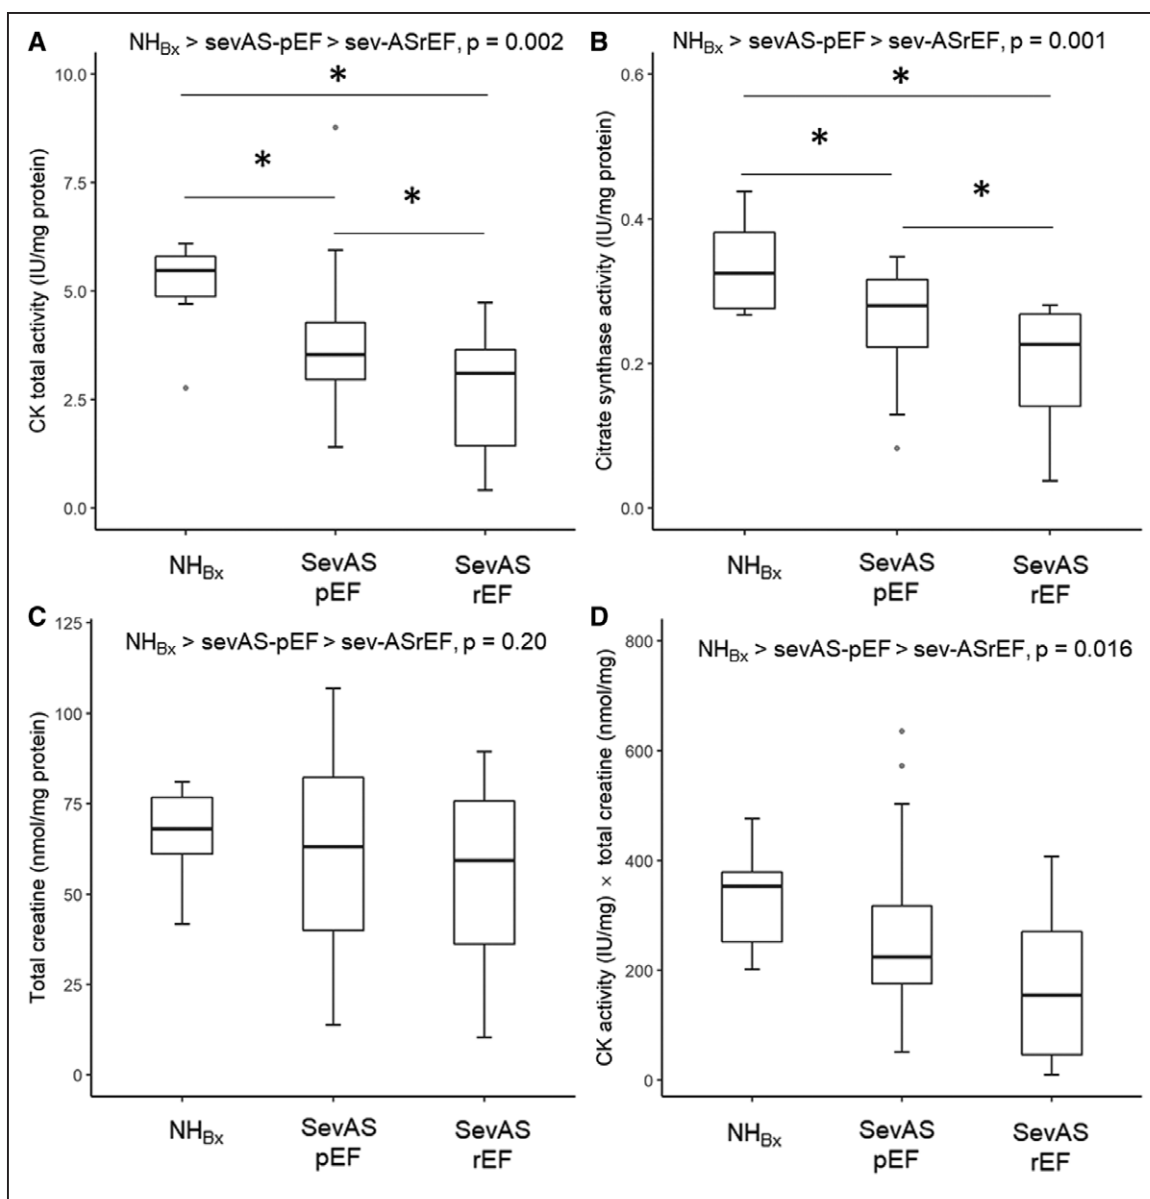 A
NH_Bx > sevAS-pEF > sev-ASrEF, p = 0.002
CK total activity (IU/mg protein)
10.0
7.5
5.0
2.5
0.0
*
*
*
NH_Bx
SevAS
pEF
SevAS
rEF
B
NH_Bx > sevAS-pEF > sev-ASrEF, p = 0.001
Citrate synthase activity (IU/mg protein)
0.6
0.4
0.2
0.0
*
*
*
NH_Bx
SevAS
pEF
SevAS
rEF
C
NH_Bx > sevAS-pEF > sev-ASrEF, p = 0.20
Total creatine (nmol/mg protein)
125
100
75
50
25
0
NH_Bx
SevAS
pEF
SevAS
rEF
D
NH_Bx > sevAS-pEF > sev-ASrEF, p = 0.016
CK activity (IU/mg) × total creatine (nmol/mg)
800
600
400
200
0
NH_Bx
SevAS
pEF
SevAS
rEF